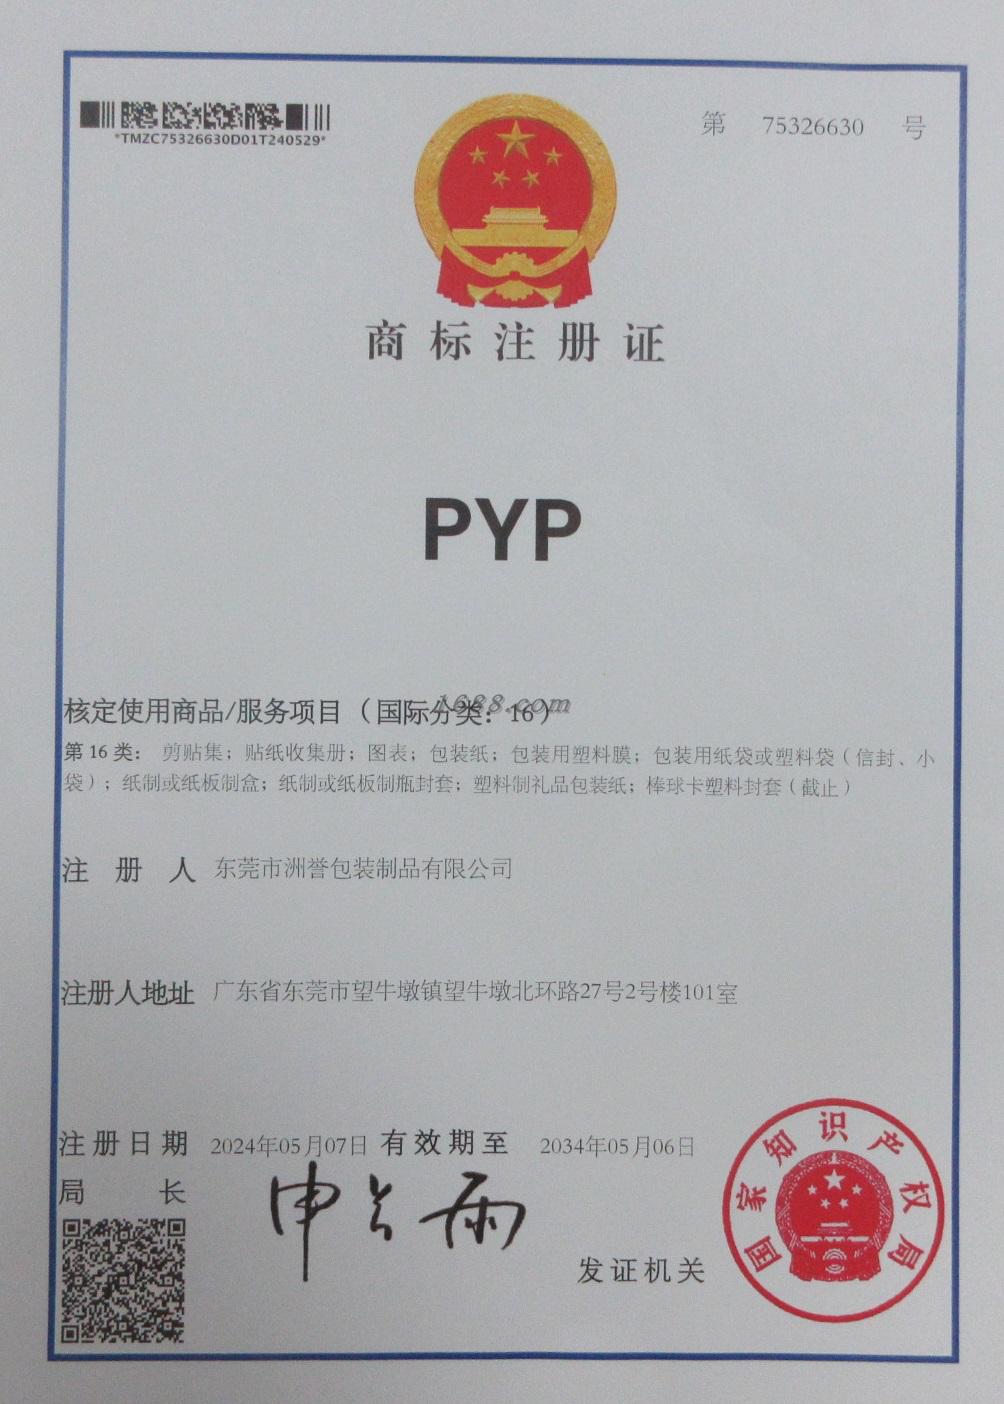 *TMZC75326630D01T240529*
第 75326630 号
商标注册证
PYP
1688.com
核定使用商品/服务项目（国际分类：16）
第16类：剪贴集；贴纸收集册；图表；包装纸；包装用塑料膜；包装用纸袋或塑料袋（信封、小
袋）；纸制或纸板制盒；纸制或纸板制瓶封套；塑料制礼品包装纸；棒球卡塑料封套（截止）
注册人 东莞市洲誉包装制品有限公司
注册人地址 广东省东莞市望牛墩镇望牛墩北环路27号2号楼101室
注册日期 2024年05月07日 有效期至 2034年05月06日
局长 申长雨
发证机关
国家知识产权局